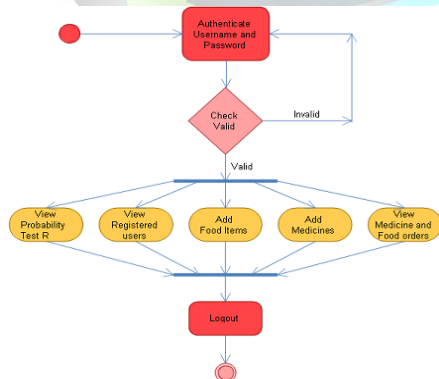 Authenticate
Username and
Password
Check
Valid
Invalid
Valid
View
Probability
Test R
View
Registered
users
Add
Food Items
Add
Medicines
View
Medicine and
Food orders
Logout